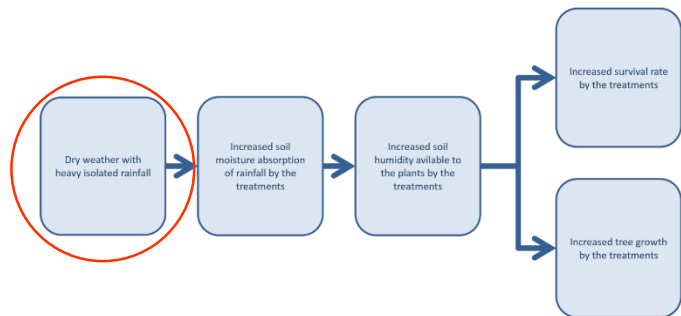 Dry weather with
heavy isolated rainfall
Increased soil
moisture absorption
of rainfall by the
treatments
Increased soil
humidity avilable to
the plants by the
treatments
Increased survival rate
by the treatments
Increased tree growth
by the treatments